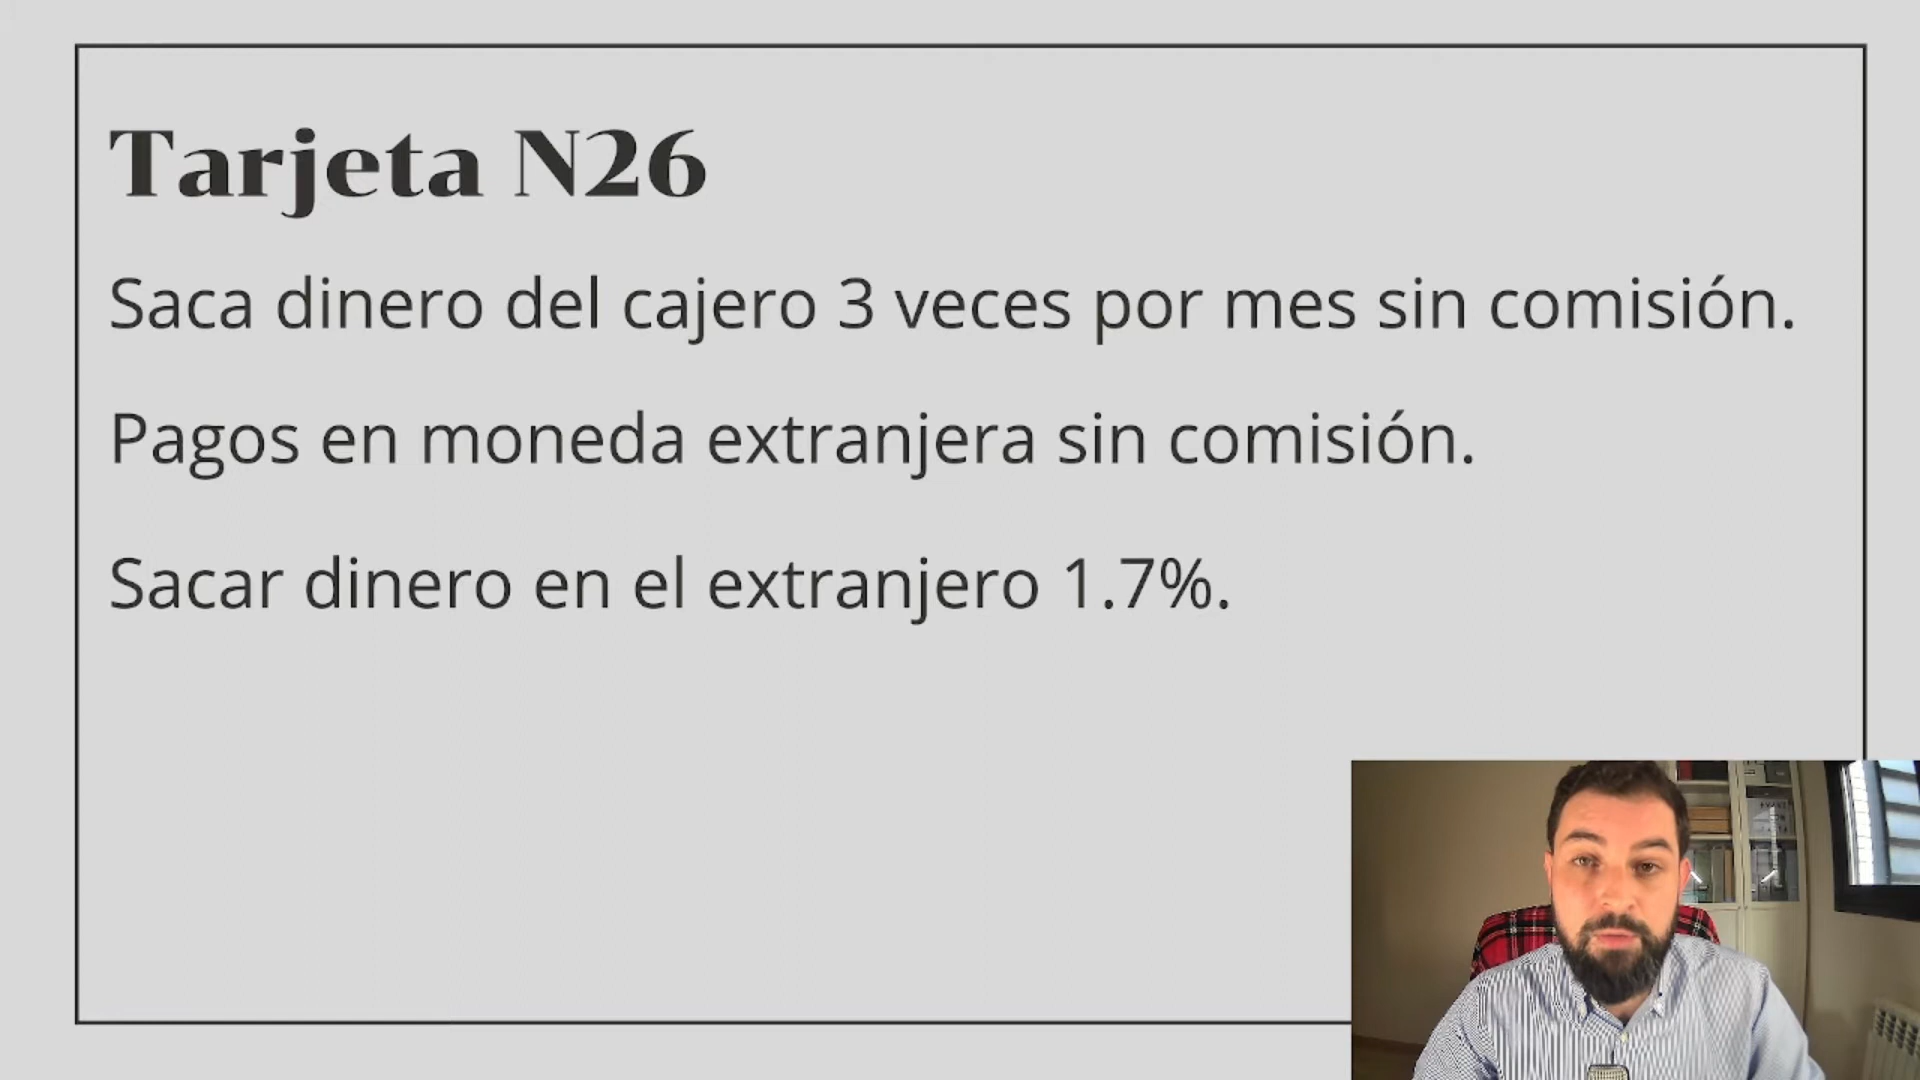 Tarjeta N26
Saca dinero del cajero 3 veces por mes sin comisión.
Pagos en moneda extranjera sin comisión.
Sacar dinero en el extranjero 1.7%.